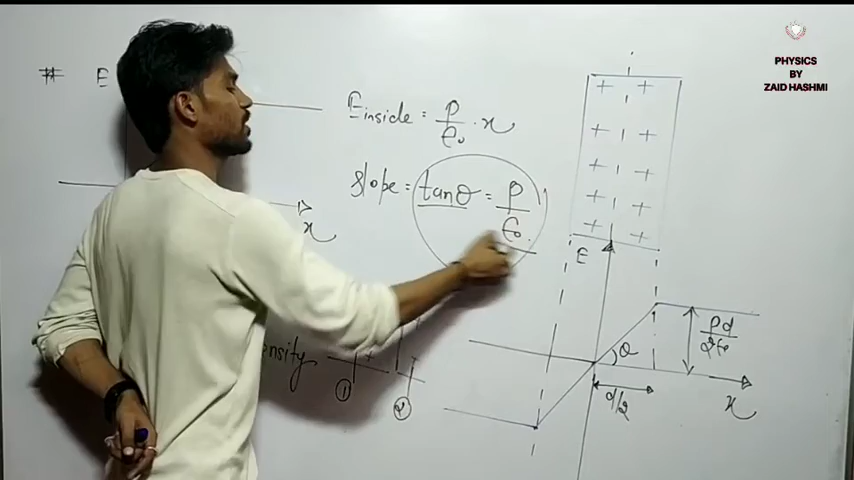 PHYSICS
BY
ZAID HASHMI
# E
E inside = ρ/ε₀ · x
slope = tanθ = ρ/ε₀
x
+ +
+ +
+ +
+ +
+ +
E
θ
ρd/2ε₀
d/2
x
ensity
+
1
2